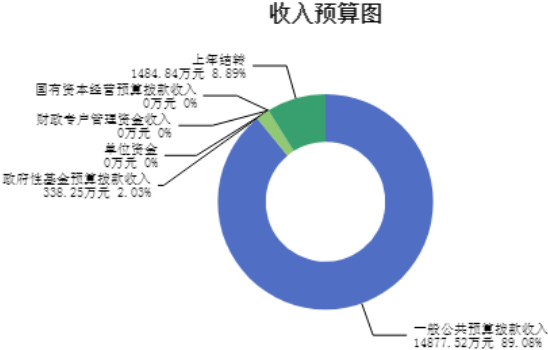 收入预算图
上年结转
1484.84万元 8.89%
国有资本经营预算拨款收入
0万元 0%
财政专户管理资金收入
0万元 0%
单位资金
0万元 0%
政府性基金预算拨款收入
338.25万元 2.03%
一般公共预算拨款收入
14877.52万元 89.08%